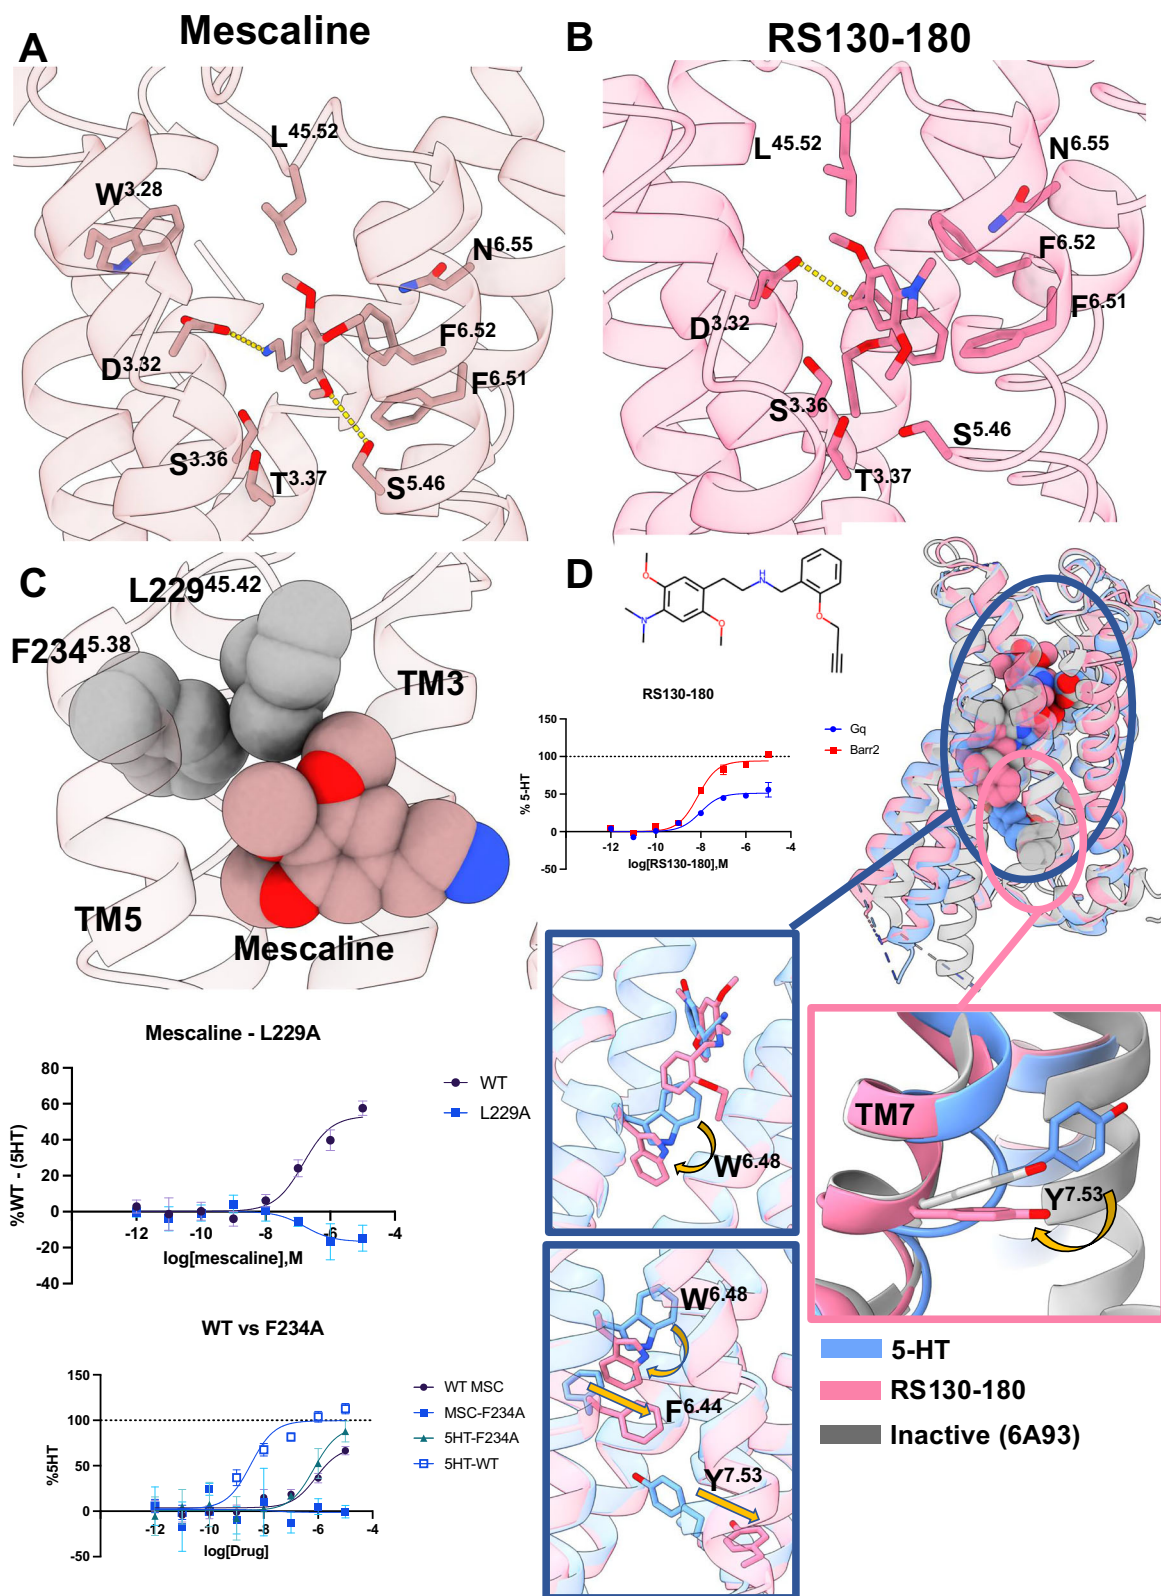 A
Mescaline
L45.52
W3.28
N6.55
D3.32
F6.52
F6.51
S3.36
T3.37
S5.46
B
RS130-180
L45.52
N6.55
F6.52
D3.32
F6.51
S3.36
S5.46
T3.37
C
L22945.42
F2345.38
TM3
TM5
Mescaline
Mescaline - L229A
80
60
40
20
0
-20
-40
%WT - (5HT)
-14
-12
-10
-8
-6
-4
log[mescaline],M
WT
L229A
WT vs F234A
150
100
50
0
-50
%5HT
-12
-10
-8
-6
-4
log[Drug]
WT MSC
MSC-F234A
5HT-F234A
5HT-WT
D
O
H
N
O
N
O
RS130-180
150
100
50
0
-50
% 5-HT
-14
-12
-10
-8
-6
-4
log[RS130-180],M
Gq
Barr2
W6.48
TM7
Y7.53
W6.48
F6.44
Y7.53
5-HT
RS130-180
Inactive (6A93)